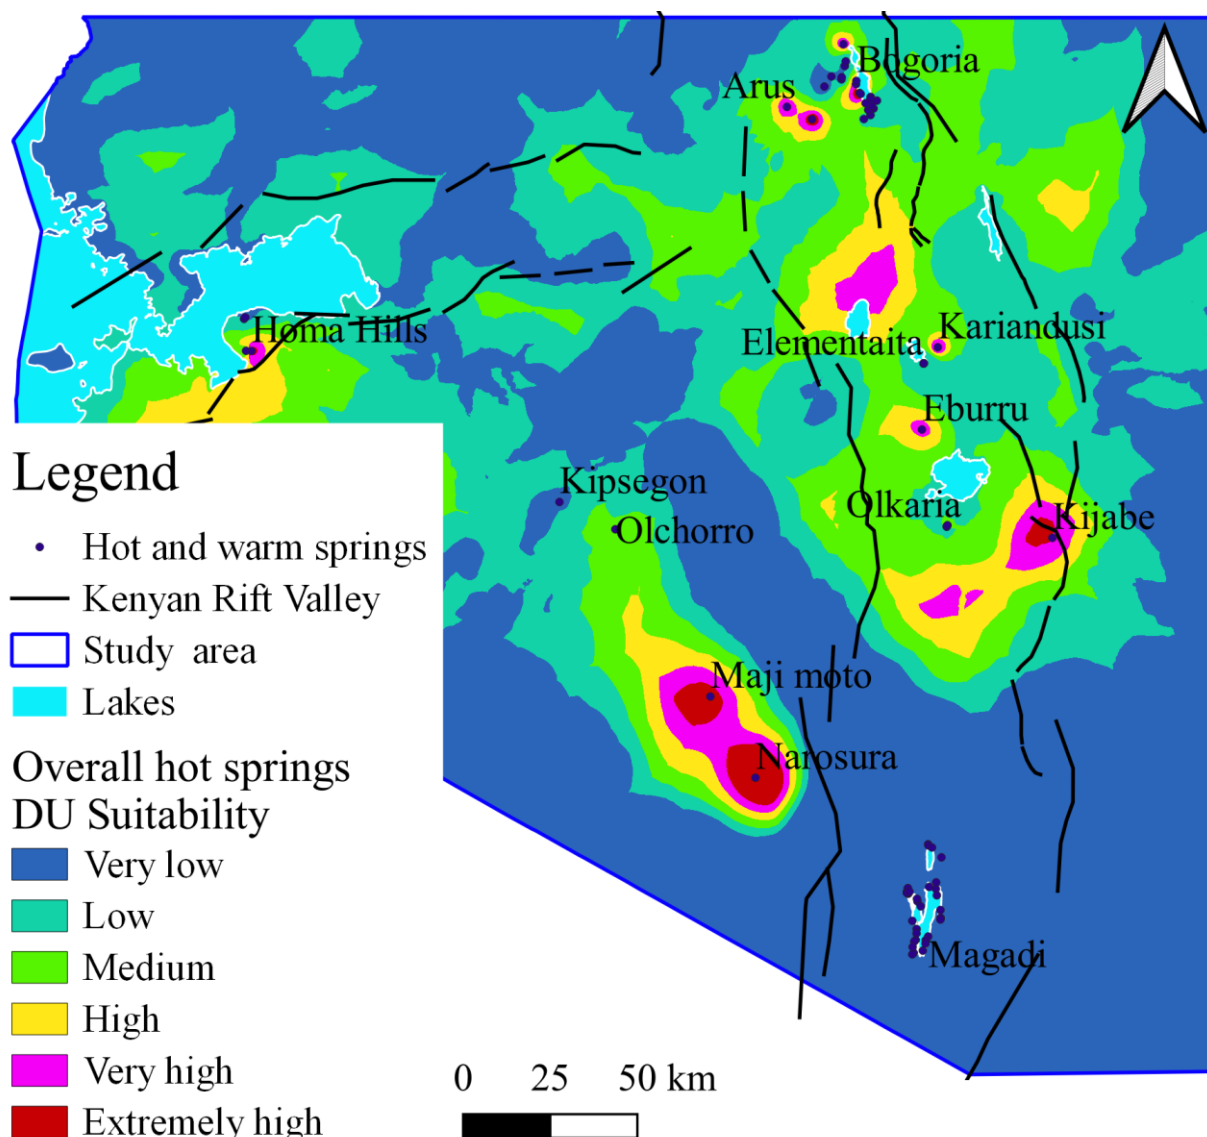 Bogoria
Arus
Homa Hills
Elementaita
Kariandusi
Eburru
Kipsegon
Olchorro
Olkaria
Kijabe
Maji moto
Narosura
Magadi
Legend
Hot and warm springs
Kenyan Rift Valley
Study area
Lakes
Overall hot springs
DU Suitability
Very low
Low
Medium
High
Very high
Extremely high
0 25 50 km